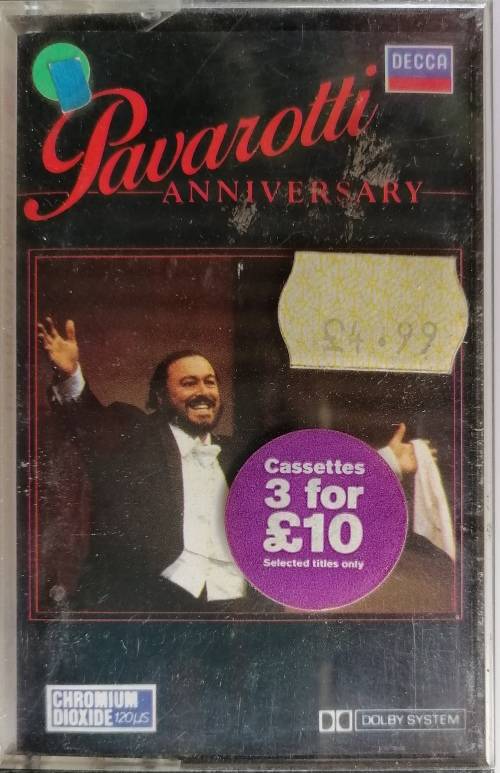 DECCA
Pavarotti
ANNIVERSARY
£4.99
Cassettes
3 for
£10
Selected titles only
CHROMIUM
DIOXIDE 120µS
DOLBY SYSTEM